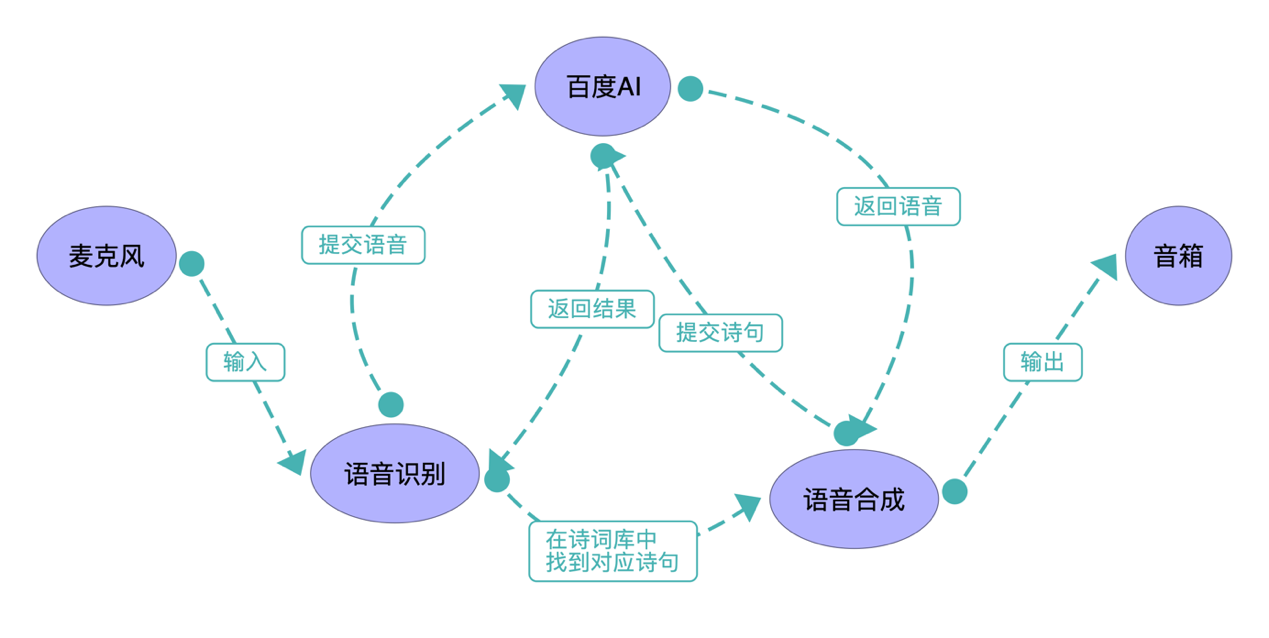 百度AI
返回语音
麦克风
提交语音
音箱
返回结果
提交诗句
输入
输出
语音识别
语音合成
在诗词库中
找到对应诗句